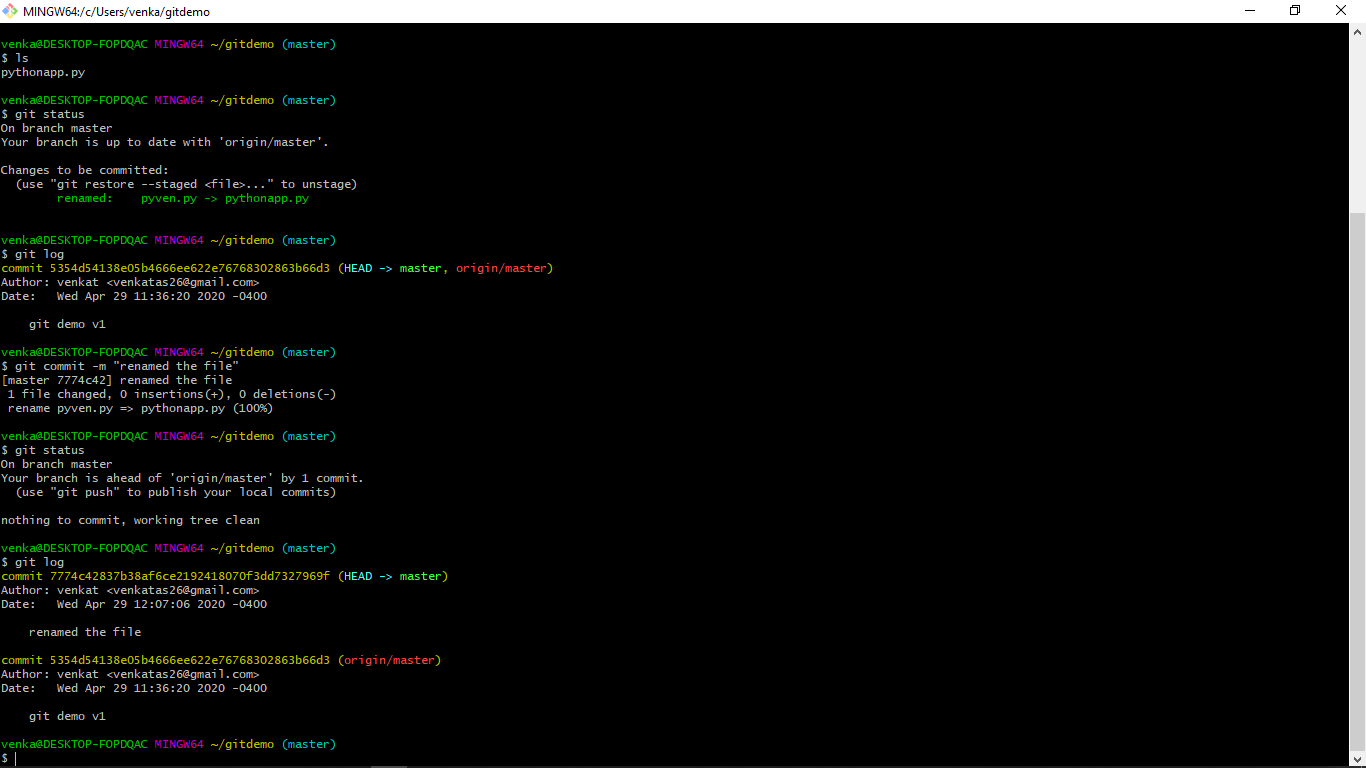 MINGW64:/c/Users/venka/gitdemo
venka@DESKTOP-FOPDQAC MINGW64 ~/gitdemo (master)
$ ls
pythonapp.py
venka@DESKTOP-FOPDQAC MINGW64 ~/gitdemo (master)
$ git status
On branch master
Your branch is up to date with 'origin/master'.
Changes to be committed:
  (use "git restore --staged <file>..." to unstage)
        renamed:    pyven.py -> pythonapp.py
venka@DESKTOP-FOPDQAC MINGW64 ~/gitdemo (master)
$ git log
commit 5354d54138e05b4666ee622e76768302863b66d3 (HEAD -> master, origin/master)
Author: venkat <venkatas26@gmail.com>
Date:   Wed Apr 29 11:36:20 2020 -0400
    git demo v1
venka@DESKTOP-FOPDQAC MINGW64 ~/gitdemo (master)
$ git commit -m "renamed the file"
[master 7774c42] renamed the file
 1 file changed, 0 insertions(+), 0 deletions(-)
 rename pyven.py => pythonapp.py (100%)
venka@DESKTOP-FOPDQAC MINGW64 ~/gitdemo (master)
$ git status
On branch master
Your branch is ahead of 'origin/master' by 1 commit.
  (use "git push" to publish your local commits)
nothing to commit, working tree clean
venka@DESKTOP-FOPDQAC MINGW64 ~/gitdemo (master)
$ git log
commit 7774c42837b38af6ce2192418070f3dd7327969f (HEAD -> master)
Author: venkat <venkatas26@gmail.com>
Date:   Wed Apr 29 12:07:06 2020 -0400
    renamed the file
commit 5354d54138e05b4666ee622e76768302863b66d3 (origin/master)
Author: venkat <venkatas26@gmail.com>
Date:   Wed Apr 29 11:36:20 2020 -0400
    git demo v1
venka@DESKTOP-FOPDQAC MINGW64 ~/gitdemo (master)
$